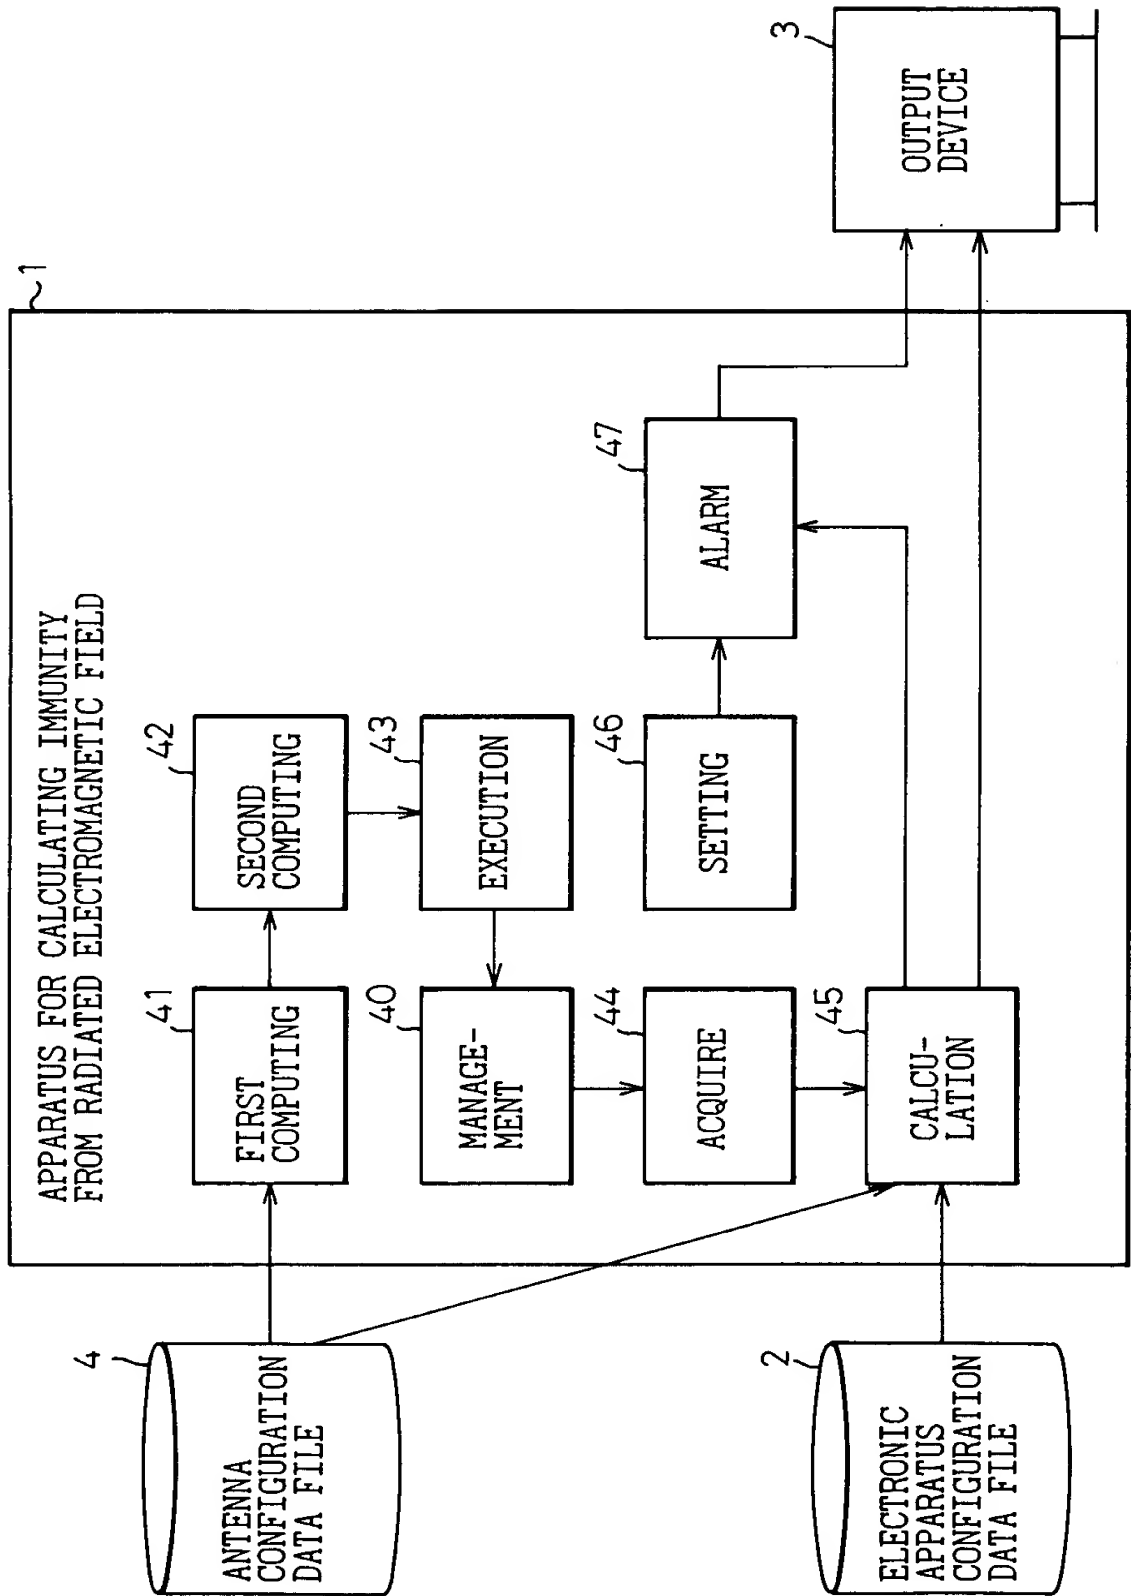 APPARATUS FOR CALCULATING IMMUNITY
FROM RADIATED ELECTROMAGNETIC FIELD
1
4
ANTENNA
CONFIGURATION
DATA FILE
41
FIRST
COMPUTING
42
SECOND
COMPUTING
40
MANAGE-
MENT
43
EXECUTION
44
ACQUIRE
46
SETTING
47
ALARM
3
OUTPUT
DEVICE
2
ELECTRONIC
APPARATUS
CONFIGURATION
DATA FILE
45
CALCU-
LATION